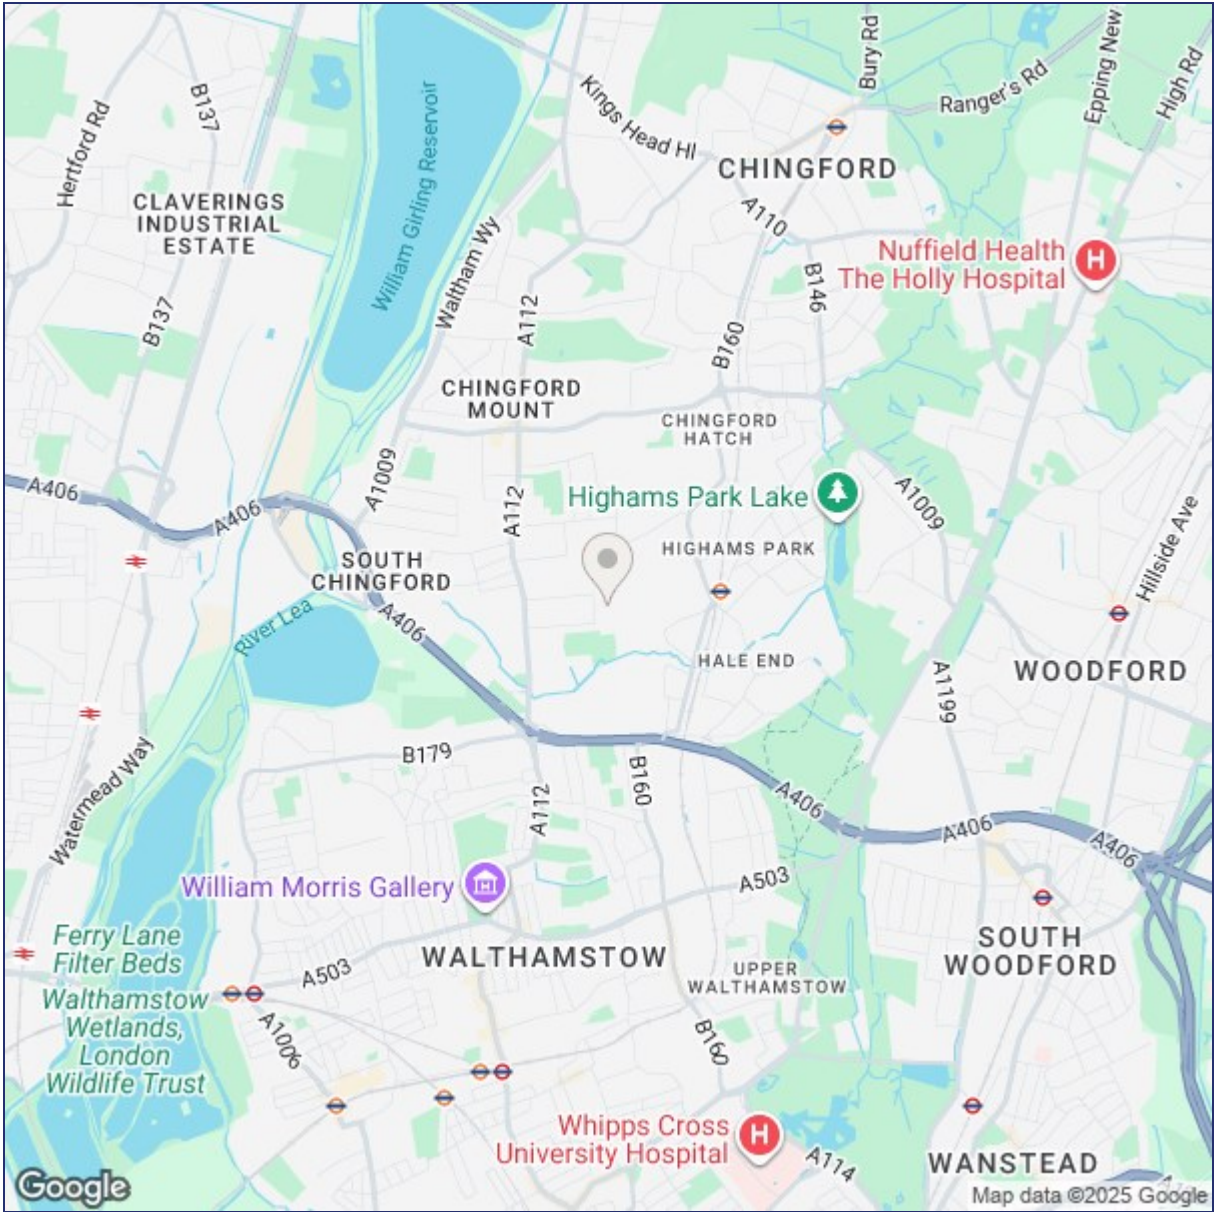 Bury Rd
Ranger's Rd
Epping New
High Rd
B137
Kings Head Hl
Hertford Rd
William Girling Reservoir
CHINGFORD
CLAVERINGS
INDUSTRIAL
ESTATE
A110
Waltham Wy
Nuffield Health
The Holly Hospital
H
B146
A112
B137
B160
CHINGFORD
MOUNT
CHINGFORD
HATCH
A1009
A406
A112
Highams Park Lake
A1009
A406
Hillside Ave
HIGHAMS PARK
SOUTH
CHINGFORD
River Lea
A406
HALE END
WOODFORD
A1199
B179
B160
Watermead Way
A112
A406
A406
A406
William Morris Gallery
A503
Ferry Lane
Filter Beds
WALTHAMSTOW
SOUTH
WOODFORD
A503
UPPER
WALTHAMSTOW
Walthamstow
Wetlands,
London
Wildlife Trust
A1006
B160
Whipps Cross
University Hospital
H
A114
WANSTEAD
Google
Map data ©2025 Google